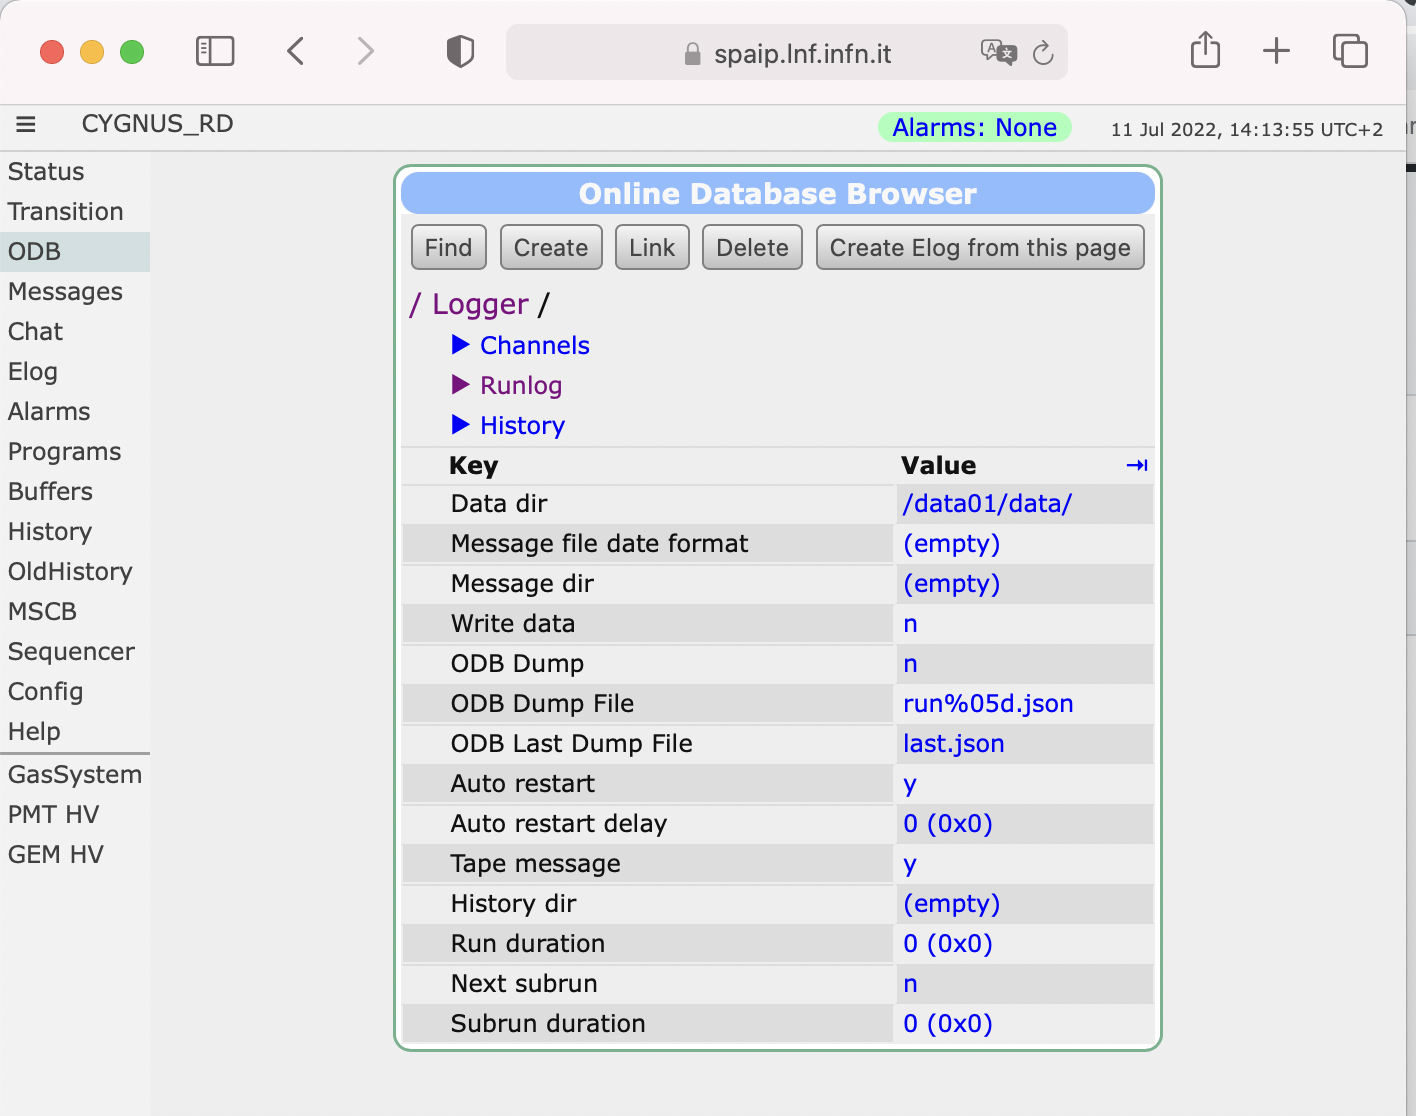 spaip.lnf.infn.it
☰ CYGNUS_RD Alarms: None 11 Jul 2022, 14:13:55 UTC+2
Status
Transition
ODB
Messages
Chat
Elog
Alarms
Programs
Buffers
History
OldHistory
MSCB
Sequencer
Config
Help
GasSystem
PMT HV
GEM HV
Online Database Browser
Find Create Link Delete Create Elog from this page
/ Logger /
▶ Channels
▶ Runlog
▶ History
Key Value ⇥
Data dir /data01/data/
Message file date format (empty)
Message dir (empty)
Write data n
ODB Dump n
ODB Dump File run%05d.json
ODB Last Dump File last.json
Auto restart y
Auto restart delay 0 (0x0)
Tape message y
History dir (empty)
Run duration 0 (0x0)
Next subrun n
Subrun duration 0 (0x0)